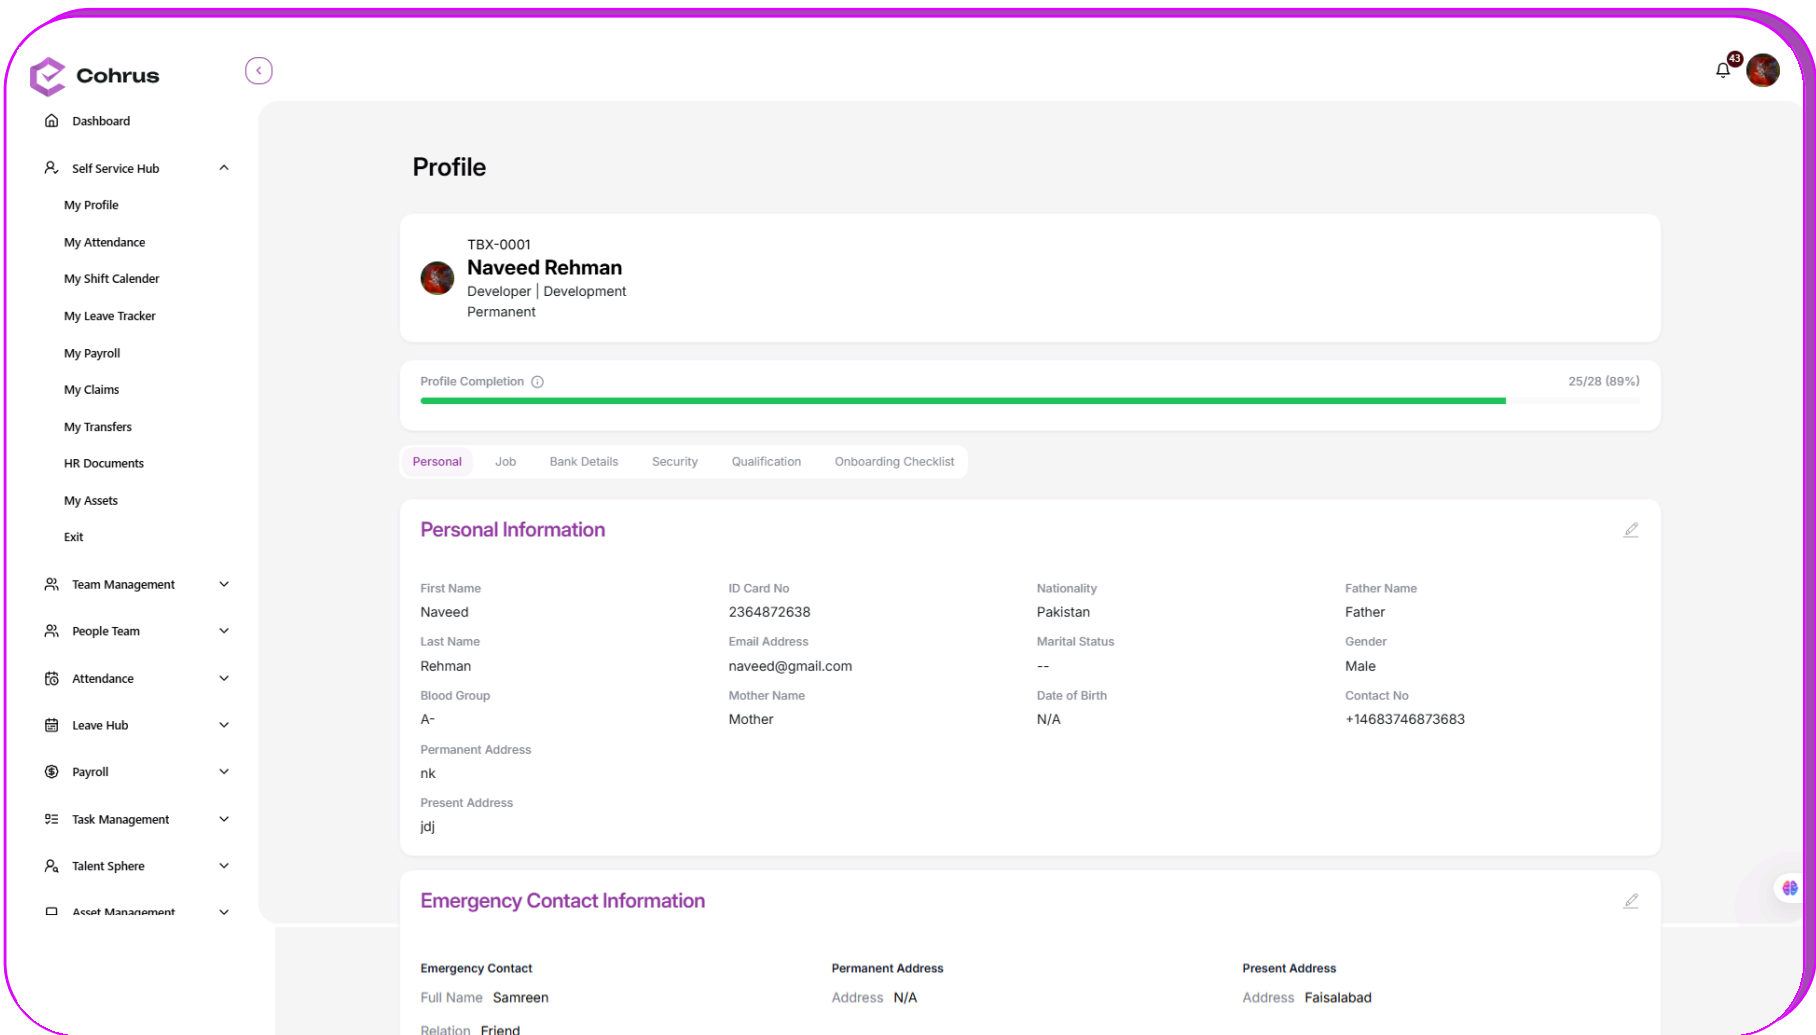 Cohrus
43
Dashboard
Self Service Hub
My Profile
My Attendance
My Shift Calender
My Leave Tracker
My Payroll
My Claims
My Transfers
HR Documents
My Assets
Exit
Team Management
People Team
Attendance
Leave Hub
Payroll
Task Management
Talent Sphere
Asset Management
Profile
TBX-0001
Naveed Rehman
Developer | Development
Permanent
Profile Completion 25/28 (89%)
Personal Job Bank Details Security Qualification Onboarding Checklist
Personal Information
First Name ID Card No Nationality Father Name
Naveed 2364872638 Pakistan Father
Last Name Email Address Marital Status Gender
Rehman naveed@gmail.com -- Male
Blood Group Mother Name Date of Birth Contact No
A- Mother N/A +14683746873683
Permanent Address
nk
Present Address
jdj
Emergency Contact Information
Emergency Contact Permanent Address Present Address
Full Name Samreen Address N/A Address Faisalabad
Relation Friend